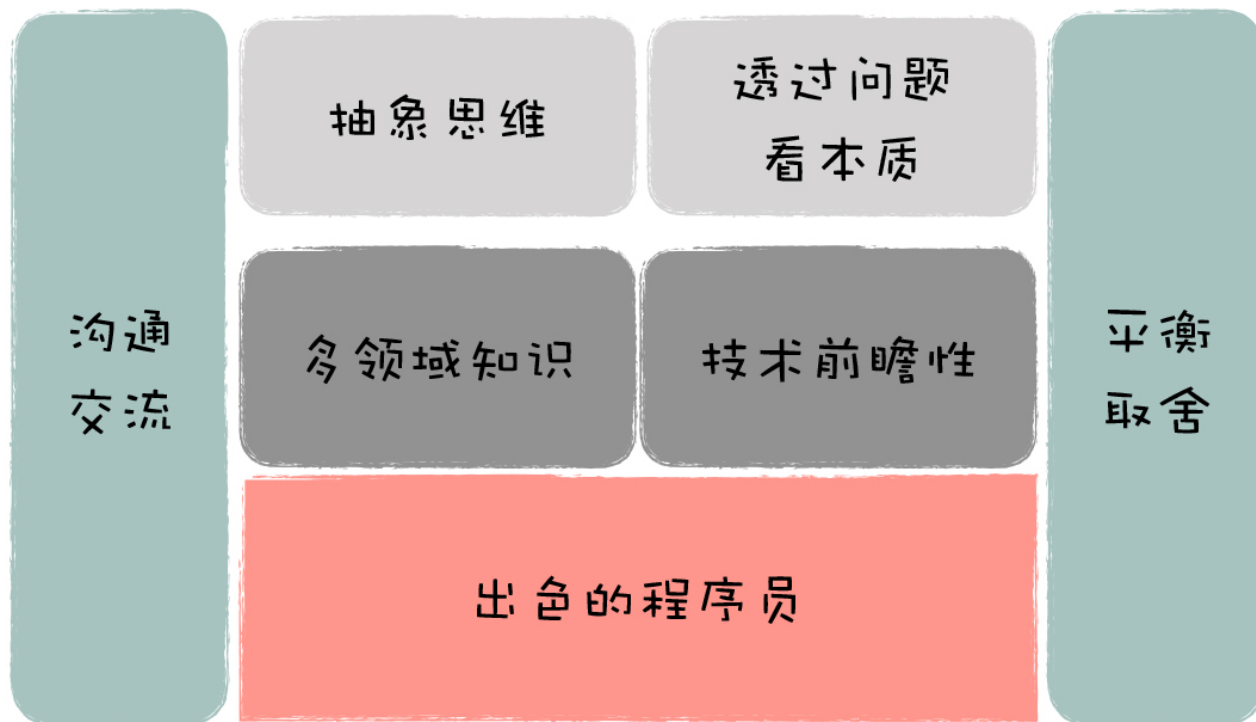 抽象思维
透过问题
看本质
沟通
交流
多领域知识
技术前瞻性
平衡
取舍
出色的程序员